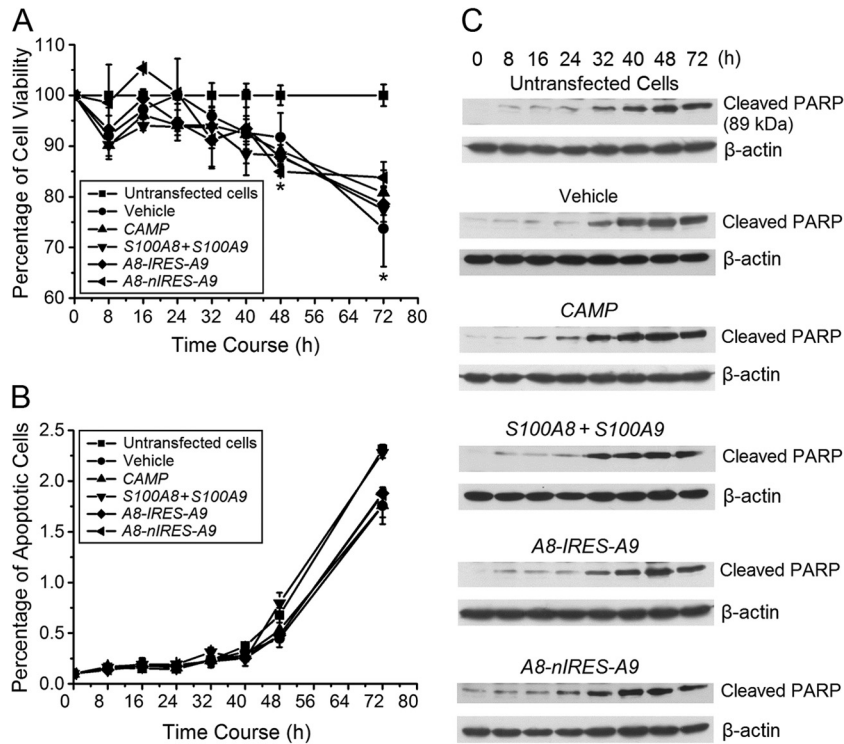 A
Percentage of Cell Viability
110
100
90
80
70
60
Untransfected cells
Vehicle
CAMP
S100A8+S100A9
A8-IRES-A9
A8-nIRES-A9
*
*
0 8 16 24 32 40 48 56 64 72 80
Time Course (h)
B
Percentage of Apoptotic Cells
2.5
2.0
1.5
1.0
0.5
0.0
Untransfected cells
Vehicle
CAMP
S100A8+S100A9
A8-IRES-A9
A8-nIRES-A9
0 8 16 24 32 40 48 56 64 72 80
Time Course (h)
C
0 8 16 24 32 40 48 72 (h)
Untransfected Cells
Cleaved PARP
(89 kDa)
β-actin
Vehicle
Cleaved PARP
β-actin
CAMP
Cleaved PARP
β-actin
S100A8 + S100A9
Cleaved PARP
β-actin
A8-IRES-A9
Cleaved PARP
β-actin
A8-nIRES-A9
Cleaved PARP
β-actin